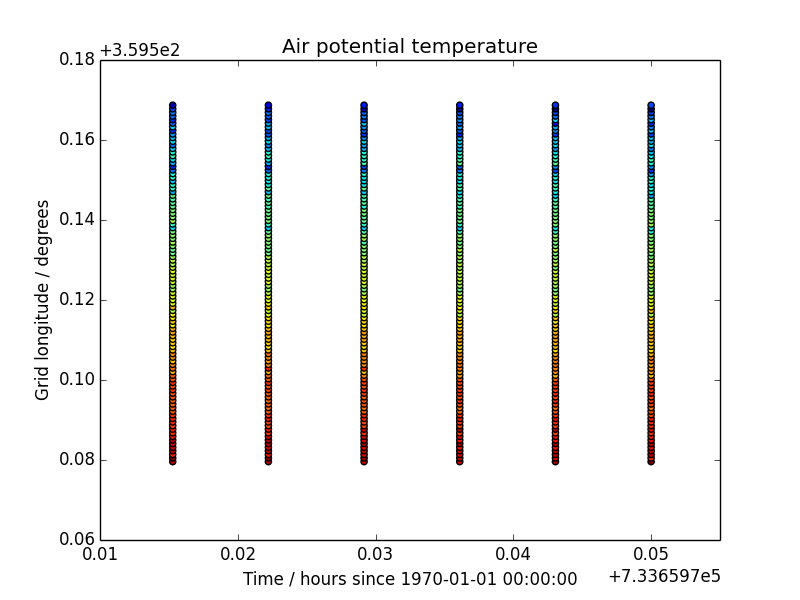 Air potential temperature
+3.595e2
0.18
0.16
0.14
0.12
0.10
0.08
0.06
Grid longitude / degrees
0.01 0.02 0.03 0.04 0.05
Time / hours since 1970-01-01 00:00:00
+7.336597e5